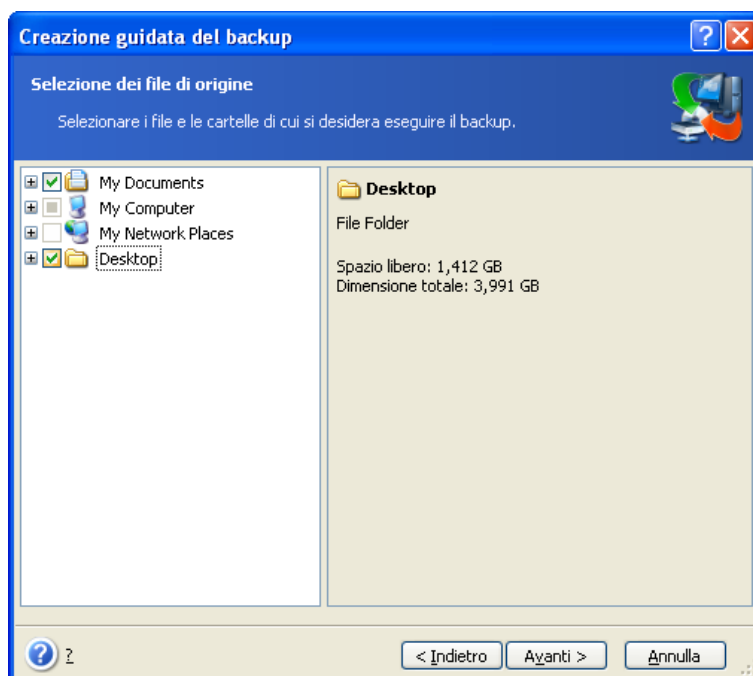 Creazione guidata del backup
Selezione dei file di origine
Selezionare i file e le cartelle di cui si desidera eseguire il backup.
My Documents
My Computer
My Network Places
Desktop
Desktop
File Folder
Spazio libero: 1,412 GB
Dimensione totale: 3,991 GB
?
< Indietro
Avanti >
Annulla